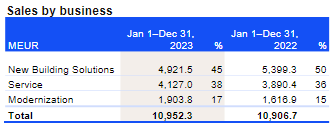 Sales by business
Jan 1–Dec 31, Jan 1–Dec 31,
MEUR 2023 % 2022 %
New Building Solutions 4,921.5 45 5,399.3 50
Service 4,127.0 38 3,890.4 36
Modernization 1,903.8 17 1,616.9 15
Total 10,952.3 10,906.7